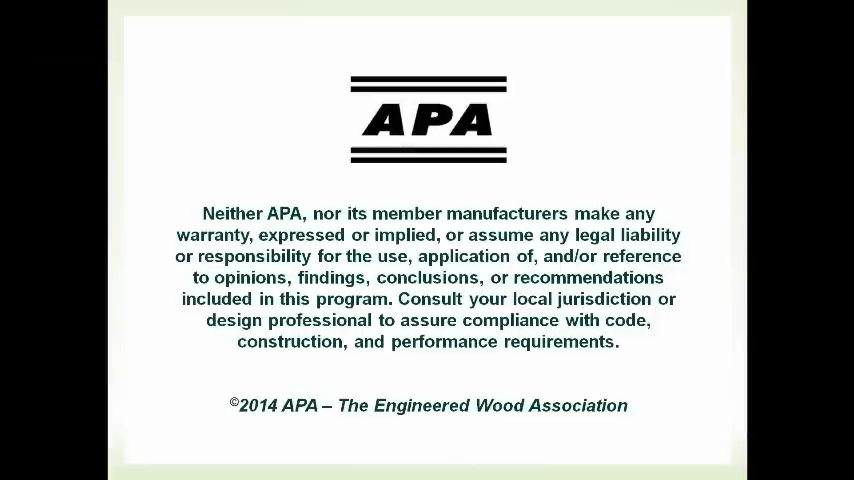 APA
Neither APA, nor its member manufacturers make any
warranty, expressed or implied, or assume any legal liability
or responsibility for the use, application of, and/or reference
to opinions, findings, conclusions, or recommendations
included in this program. Consult your local jurisdiction or
design professional to assure compliance with code,
construction, and performance requirements.
©2014 APA – The Engineered Wood Association